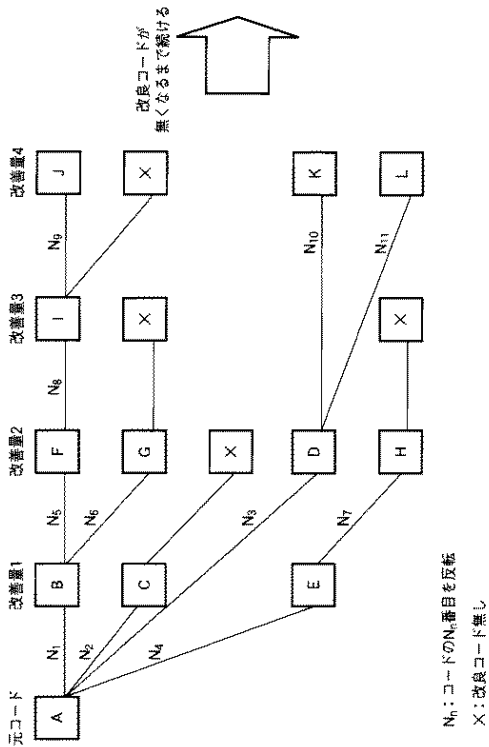 元コード
改善量1
改善量2
改善量3
改善量4
改良コードが
無くなるまで続ける
A
N₁
N₂
N₃
N₄
B
C
E
N₅
N₆
N₇
F
G
×
D
H
N₈
I
×
×
N₉
N₁₀
N₁₁
J
×
K
L
Nₙ：コードのNₙ番目を反転
×：改良コード無し